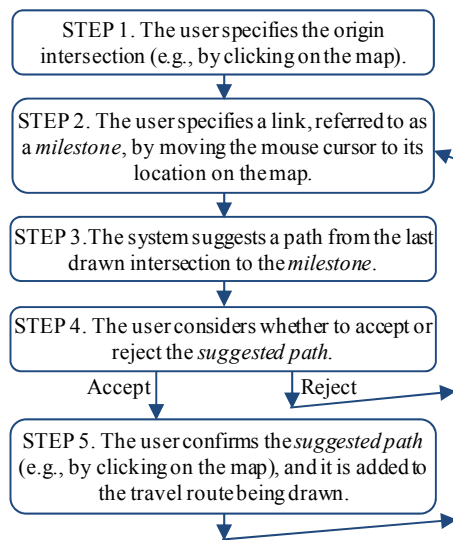 STEP 1. The user specifies the origin
intersection (e.g., by clicking on the map).
STEP 2. The user specifies a link, referred to as
a milestone, by moving the mouse cursor to its
location on the map.
STEP 3.The system suggests a path from the last
drawn intersection to the milestone.
STEP 4. The user considers whether to accept or
reject the suggested path.
Accept
Reject
STEP 5. The user confirms the suggested path
(e.g., by clicking on the map), and it is added to
the travel route being drawn.